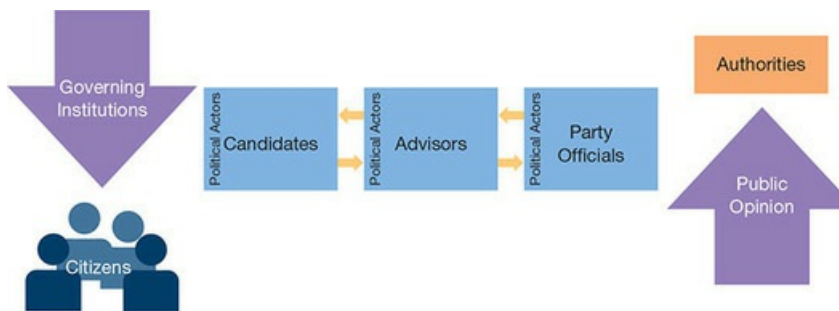 Governing
Institutions
Citizens
Political Actors
Candidates
Political Actors
Advisors
Political Actors
Party
Officials
Authorities
Public
Opinion